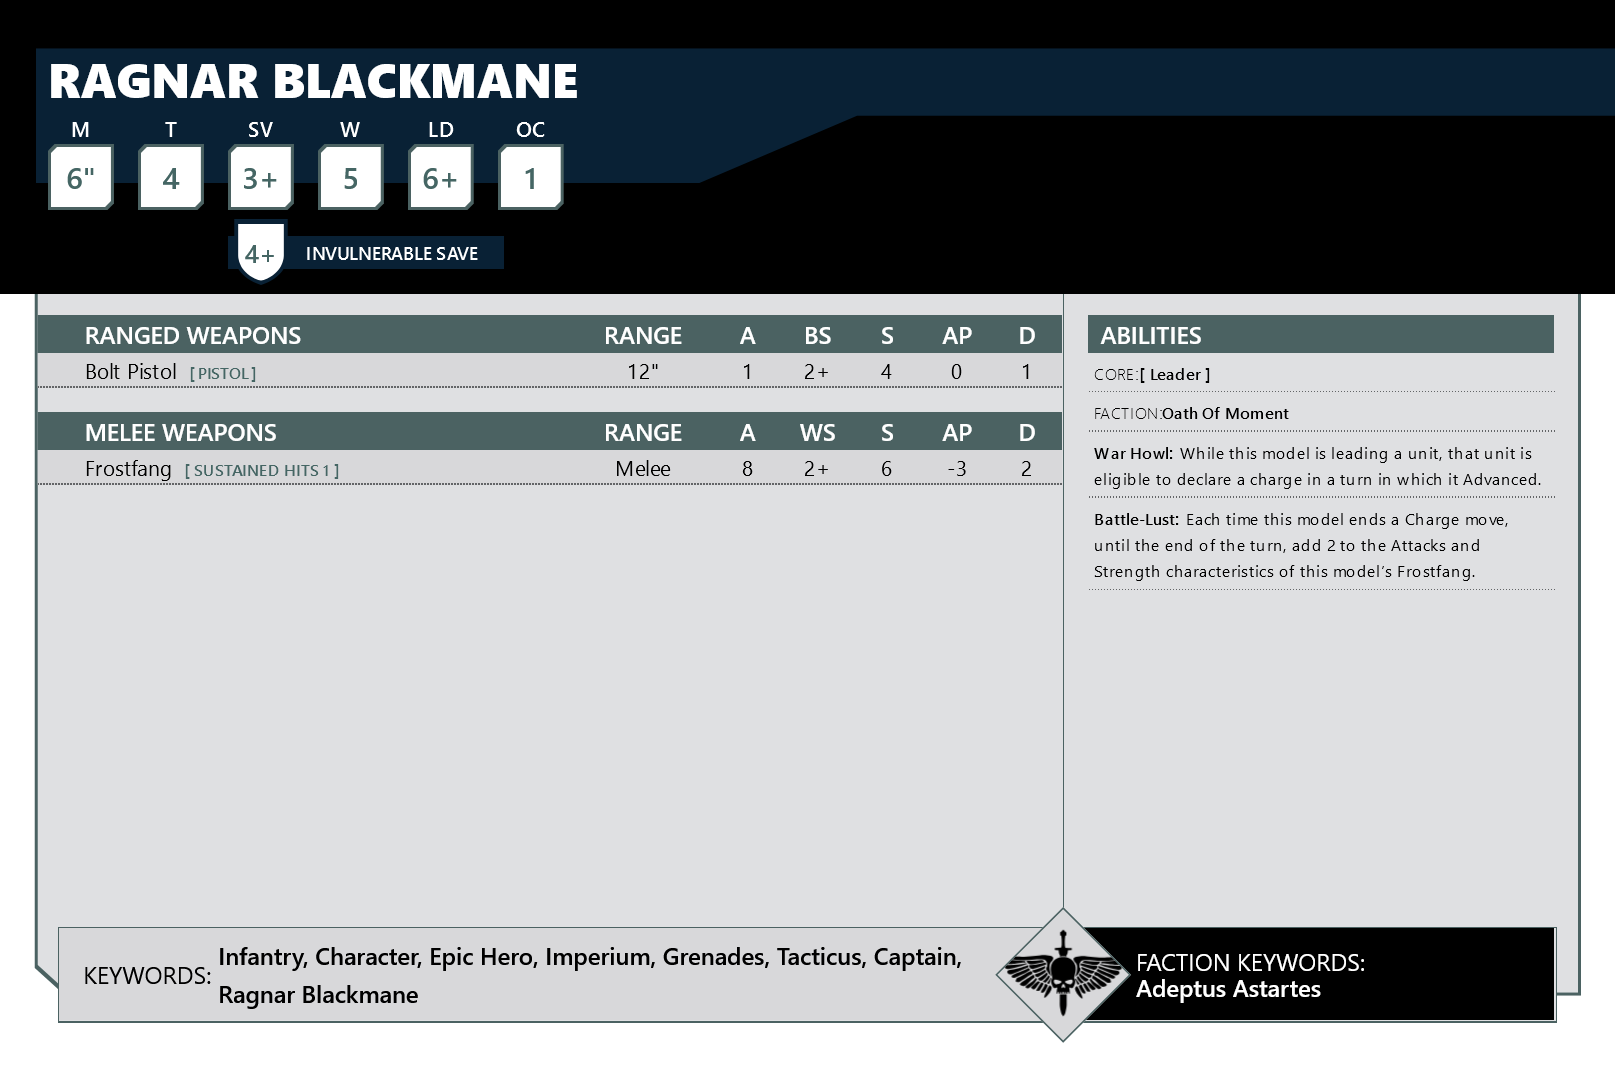 RAGNAR BLACKMANE
M T SV W LD OC
6" 4 3+ 5 6+ 1
4+ INVULNERABLE SAVE
RANGED WEAPONS RANGE A BS S AP D
Bolt Pistol [ PISTOL ] 12" 1 2+ 4 0 1
MELEE WEAPONS RANGE A WS S AP D
Frostfang [ SUSTAINED HITS 1 ] Melee 8 2+ 6 -3 2
ABILITIES
CORE:[ Leader ]
FACTION:Oath Of Moment
War Howl: While this model is leading a unit, that unit is
eligible to declare a charge in a turn in which it Advanced.
Battle-Lust: Each time this model ends a Charge move,
until the end of the turn, add 2 to the Attacks and
Strength characteristics of this model’s Frostfang.
KEYWORDS: Infantry, Character, Epic Hero, Imperium, Grenades, Tacticus, Captain,
Ragnar Blackmane
FACTION KEYWORDS:
Adeptus Astartes